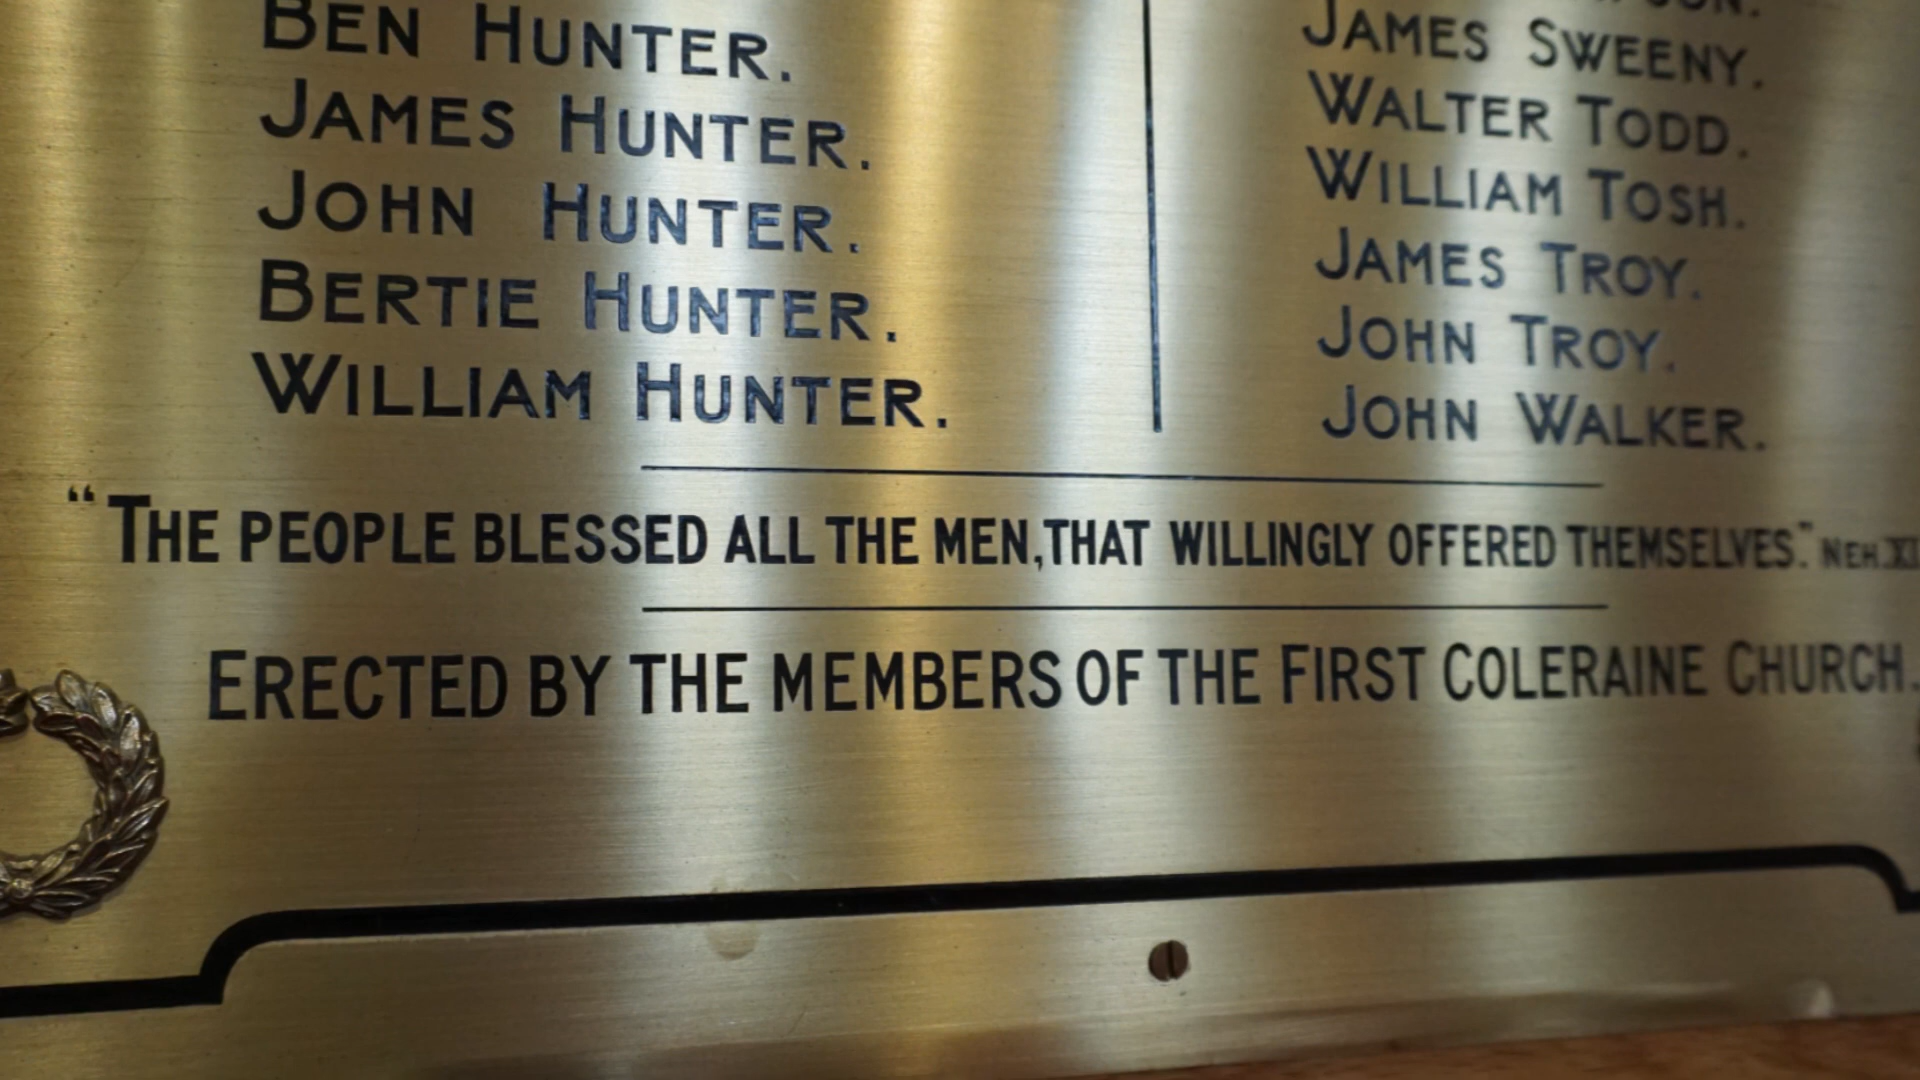 BEN HUNTER.
JAMES HUNTER.
JOHN HUNTER.
BERTIE HUNTER.
WILLIAM HUNTER.
JAMES SWEENY.
WALTER TODD.
WILLIAM TOSH.
JAMES TROY.
JOHN TROY.
JOHN WALKER.
"THE PEOPLE BLESSED ALL THE MEN, THAT WILLINGLY OFFERED THEMSELVES." NEH. XI
ERECTED BY THE MEMBERS OF THE FIRST COLERAINE CHURCH.